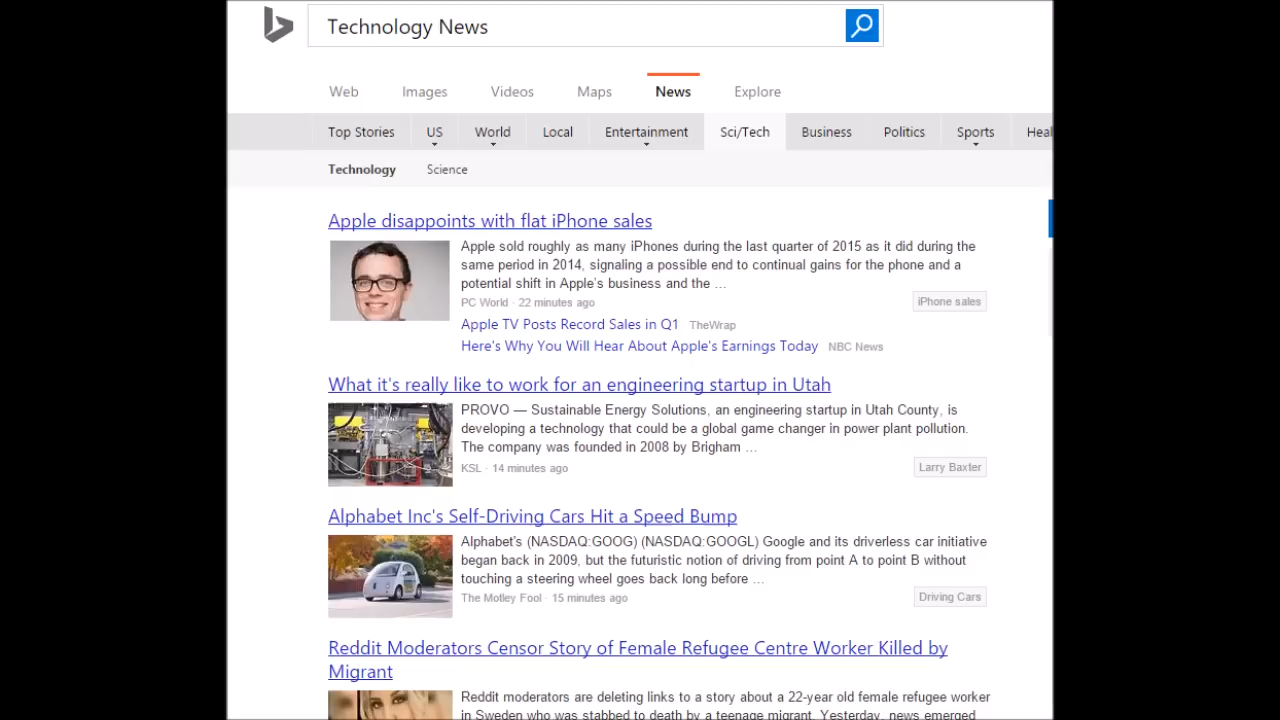 Technology News
Web Images Videos Maps News Explore
Top Stories US World Local Entertainment Sci/Tech Business Politics Sports
Technology Science
Apple disappoints with flat iPhone sales
Apple sold roughly as many iPhones during the last quarter of 2015 as it did during the
same period in 2014, signaling a possible end to continual gains for the phone and a
potential shift in Apple's business and the ...
PC World · 22 minutes ago
iPhone sales
Apple TV Posts Record Sales in Q1 TheWrap
Here's Why You Will Hear About Apple's Earnings Today NBC News
What it's really like to work for an engineering startup in Utah
PROVO — Sustainable Energy Solutions, an engineering startup in Utah County, is
developing a technology that could be a global game changer in power plant pollution.
The company was founded in 2008 by Brigham ...
KSL · 14 minutes ago
Larry Baxter
Alphabet Inc's Self-Driving Cars Hit a Speed Bump
Alphabet's (NASDAQ:GOOG) (NASDAQ:GOOGL) Google and its driverless car initiative
began back in 2009, but the futuristic notion of driving from point A to point B without
touching a steering wheel goes back long before ...
The Motley Fool · 15 minutes ago
Driving Cars
Reddit Moderators Censor Story of Female Refugee Centre Worker Killed by
Migrant
Reddit moderators are deleting links to a story about a 22-year old female refugee worker
in Sweden who was stabbed to death by a teenage migrant. Yesterday, news emerged